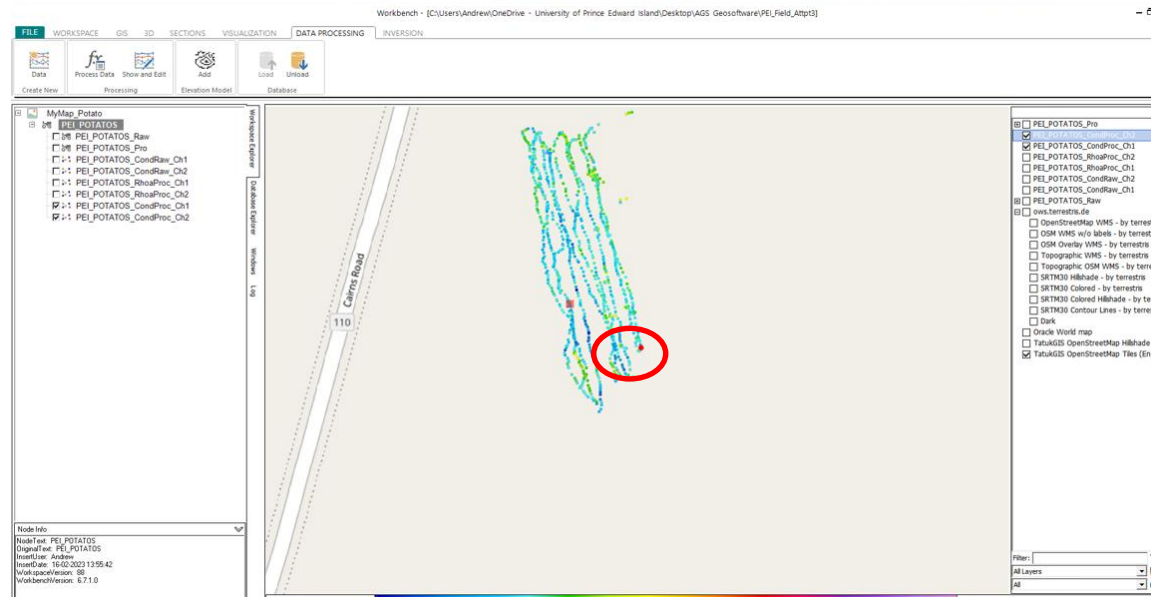 Workbench - [C:\Users\Andrew\OneDrive - University of Prince Edward Island\Desktop\AGS Geosoftware\PEI_Field_Attpt3]
FILE WORKSPACE GIS 3D SECTIONS VISUALIZATION DATA PROCESSING INVERSION
Data Process Data Show and Edit Add Load Unload
Create New Processing Elevation Model Database
MyMap_Potato
PEI_POTATOS
PEI_POTATOS_Raw
PEI_POTATOS_Pro
PEI_POTATOS_CondRaw_Ch1
PEI_POTATOS_CondRaw_Ch2
PEI_POTATOS_RhoaProc_Ch1
PEI_POTATOS_RhoaProc_Ch2
PEI_POTATOS_CondProc_Ch1
PEI_POTATOS_CondProc_Ch2
Workspace Explorer
Database Explorer
Windows
Log
Cairns Road
110
PEI_POTATOS_Pro
PEI_POTATOS_CondProc_Ch2
PEI_POTATOS_CondProc_Ch1
PEI_POTATOS_RhoaProc_Ch2
PEI_POTATOS_RhoaProc_Ch1
PEI_POTATOS_CondRaw_Ch2
PEI_POTATOS_CondRaw_Ch1
PEI_POTATOS_Raw
ows.terrestris.de
OpenStreetMap WMS - by terrest
OSM WMS w/o labels - by terrest
OSM Overlay WMS - by terrestris
Topographic WMS - by terrestris
Topographic OSM WMS - by terre
SRTM30 Hillshade - by terrestris
SRTM30 Colored - by terrestris
SRTM30 Colored Hillshade - by te
SRTM30 Contour Lines - by terre
Dark
Oracle World map
TatukGIS OpenStreetMap Hillshade
TatukGIS OpenStreetMap Tiles (En
Node Info
NodeText: PEI_POTATOS
OriginalText: PEI_POTATOS
InsertUser: Andrew
InsertDate: 16-02-2023 13:55:42
WorkspaceVersion: 88
WorkbenchVersion: 6.7.1.0
Filter:
All Layers
All